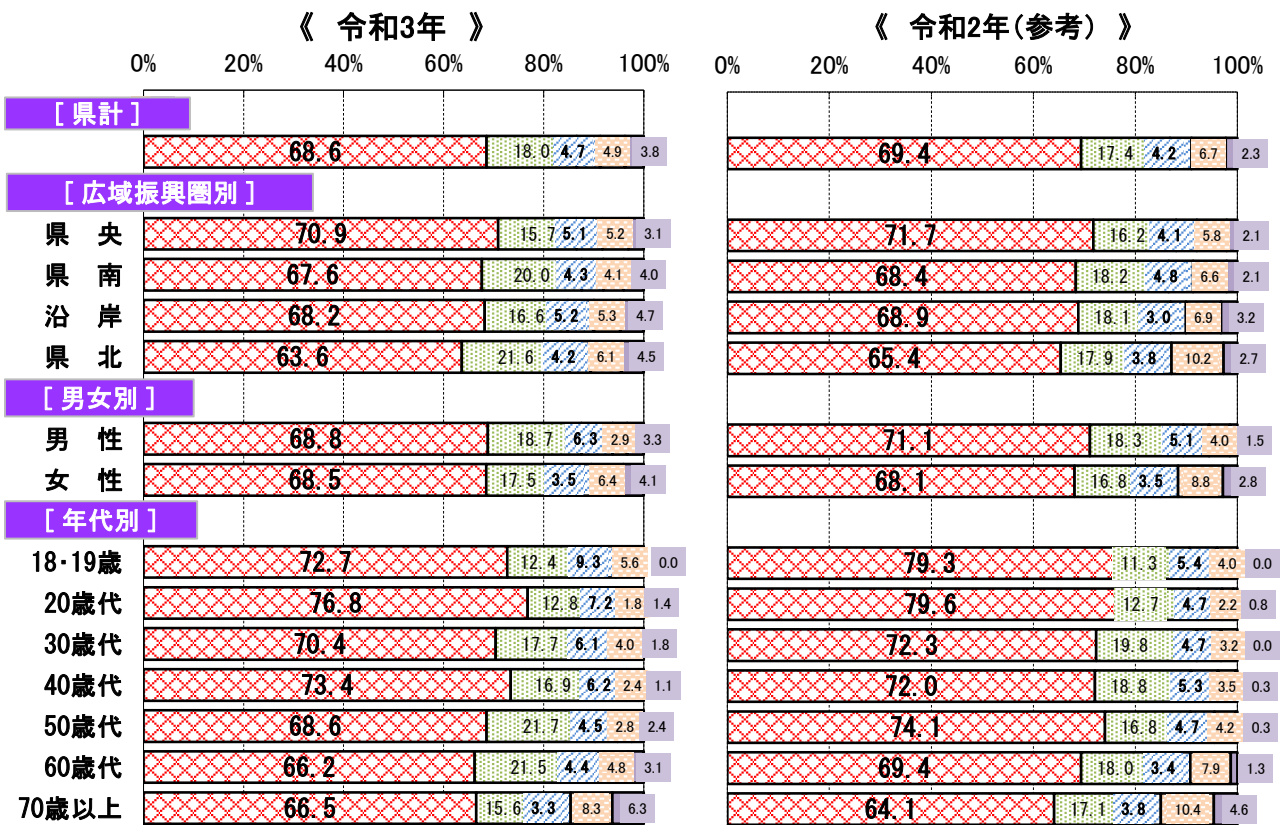 《 令和3年 》 《 令和2年(参考) 》
0% 20% 40% 60% 80% 100% 0% 20% 40% 60% 80% 100%
[ 県計 ]
68.6 18.0 4.7 4.9 3.8 69.4 17.4 4.2 6.7 2.3
[ 広域振興圏別 ]
県 央 70.9 15.7 5.1 5.2 3.1 71.7 16.2 4.1 5.8 2.1
県 南 67.6 20.0 4.3 4.1 4.0 68.4 18.2 4.8 6.6 2.1
沿 岸 68.2 16.6 5.2 5.3 4.7 68.9 18.1 3.0 6.9 3.2
県 北 63.6 21.6 4.2 6.1 4.5 65.4 17.9 3.8 10.2 2.7
[ 男女別 ]
男 性 68.8 18.7 6.3 2.9 3.3 71.1 18.3 5.1 4.0 1.5
女 性 68.5 17.5 3.5 6.4 4.1 68.1 16.8 3.5 8.8 2.8
[ 年代別 ]
18・19歳 72.7 12.4 9.3 5.6 0.0 79.3 11.3 5.4 4.0 0.0
20歳代 76.8 12.8 7.2 1.8 1.4 79.6 12.7 4.7 2.2 0.8
30歳代 70.4 17.7 6.1 4.0 1.8 72.3 19.8 4.7 3.2 0.0
40歳代 73.4 16.9 6.2 2.4 1.1 72.0 18.8 5.3 3.5 0.3
50歳代 68.6 21.7 4.5 2.8 2.4 74.1 16.8 4.7 4.2 0.3
60歳代 66.2 21.5 4.4 4.8 3.1 69.4 18.0 3.4 7.9 1.3
70歳以上 66.5 15.6 3.3 8.3 6.3 64.1 17.1 3.8 10.4 4.6